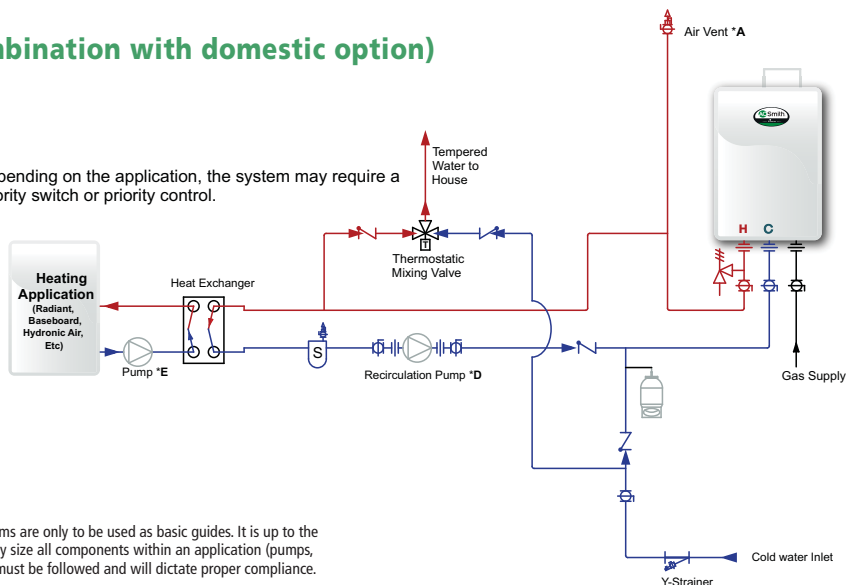 bination with domestic option)
Air Vent *A
AO Smith
Tempered
Water to
House
pending on the application, the system may require a
ority switch or priority control.
H C
Thermostatic
Mixing Valve
T
Heating
Application
(Radiant,
Baseboard,
Hydronic Air,
Etc)
Heat Exchanger
S
Pump *E
Recirculation Pump *D
Gas Supply
ms are only to be used as basic guides. It is up to the
y size all components within an application (pumps,
must be followed and will dictate proper compliance.
Cold water Inlet
Y-Strainer